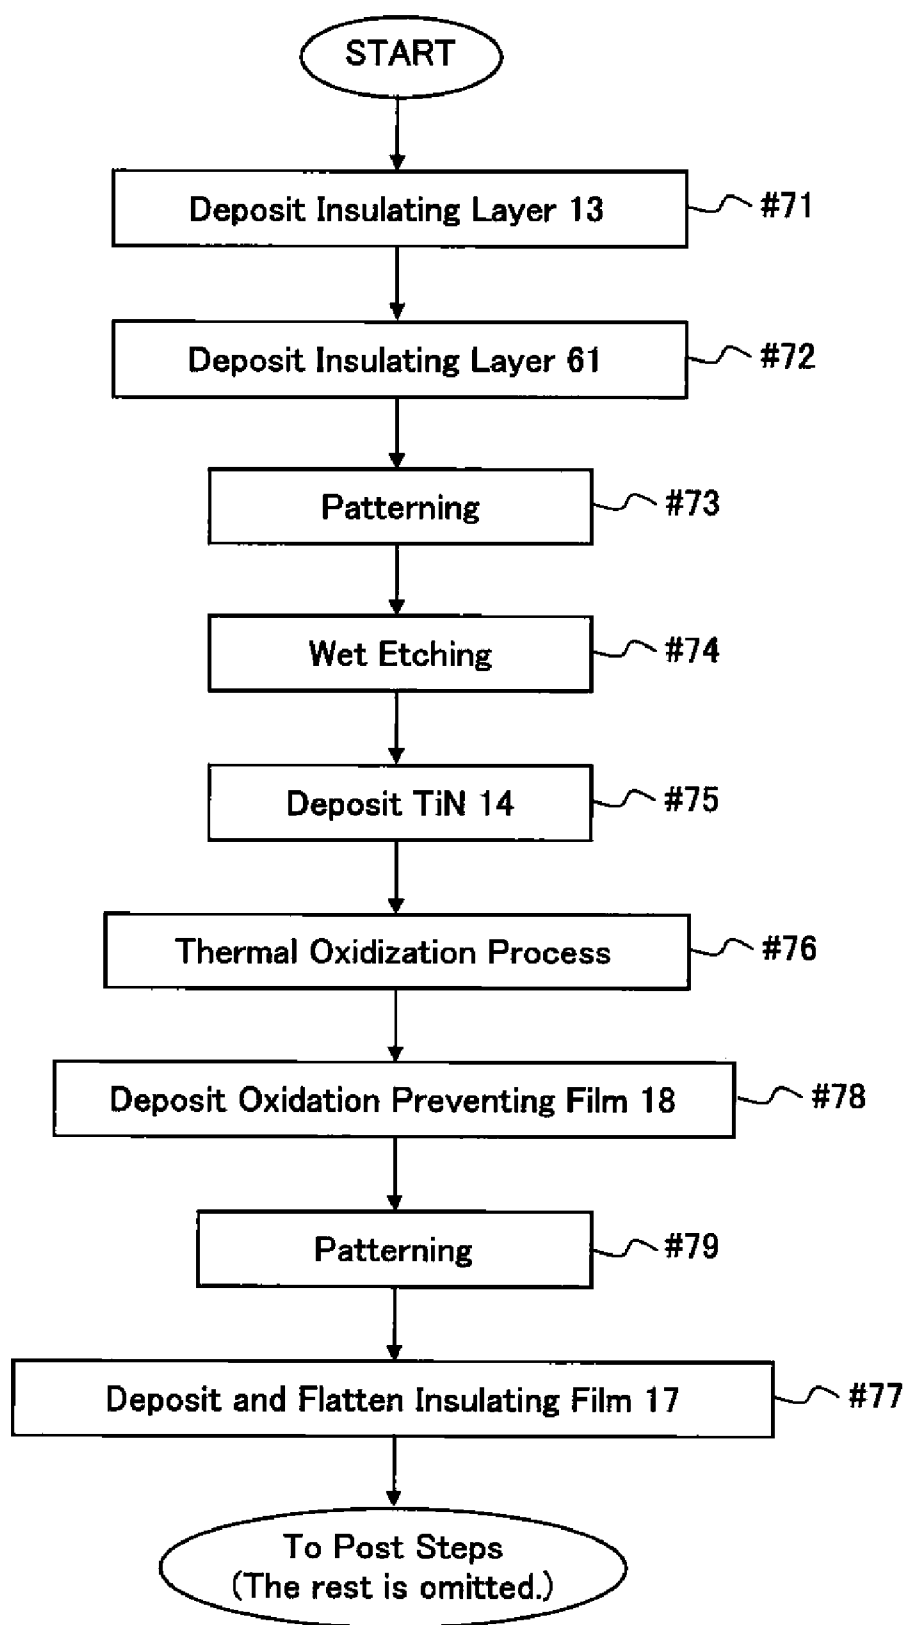 START
Deposit Insulating Layer 13
#71
Deposit Insulating Layer 61
#72
Patterning
#73
Wet Etching
#74
Deposit TiN 14
#75
Thermal Oxidization Process
#76
Deposit Oxidation Preventing Film 18
#78
Patterning
#79
Deposit and Flatten Insulating Film 17
#77
To Post Steps
(The rest is omitted.)